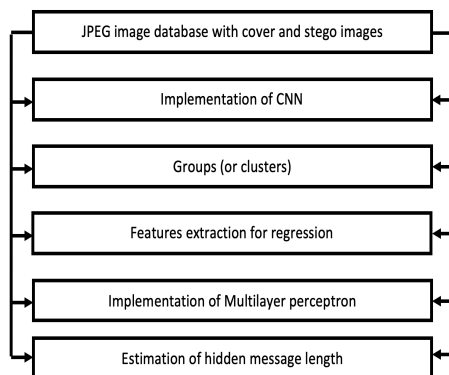 JPEG image database with cover and stego images
Implementation of CNN
Groups (or clusters)
Features extraction for regression
Implementation of Multilayer perceptron
Estimation of hidden message length